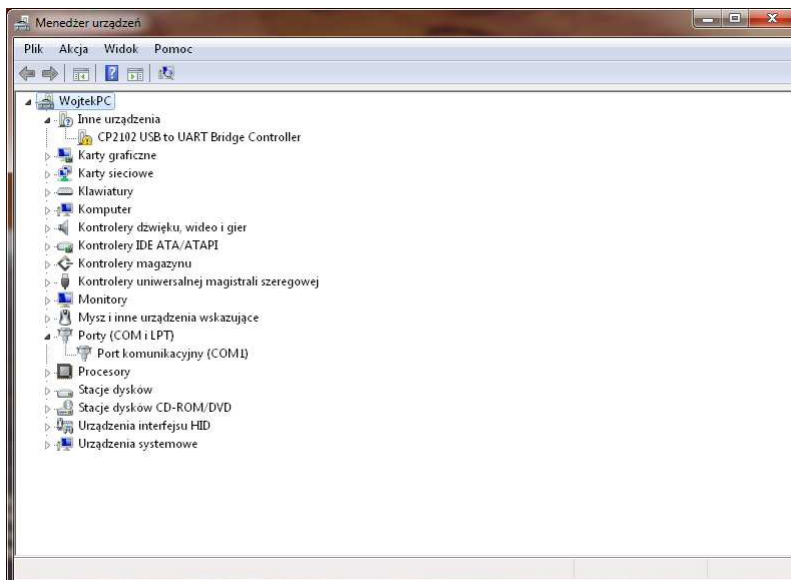 Menedżer urządzeń
Plik Akcja Widok Pomoc
WojtekPC
Inne urządzenia
CP2102 USB to UART Bridge Controller
Karty graficzne
Karty sieciowe
Klawiatury
Komputer
Kontrolery dźwięku, wideo i gier
Kontrolery IDE ATA/ATAPI
Kontrolery magazynu
Kontrolery uniwersalnej magistrali szeregowej
Monitory
Mysz i inne urządzenia wskazujące
Porty (COM i LPT)
Port komunikacyjny (COM1)
Procesory
Stacje dysków
Stacje dysków CD-ROM/DVD
Urządzenia interfejsu HID
Urządzenia systemowe